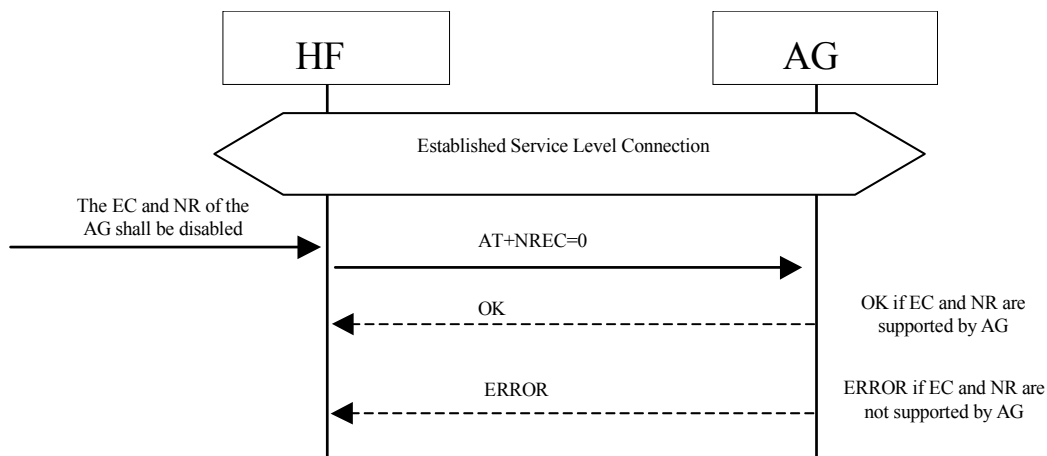 HF
AG
Established Service Level Connection
The EC and NR of the
AG shall be disabled
AT+NREC=0
OK
OK if EC and NR are
supported by AG
ERROR
ERROR if EC and NR are
not supported by AG